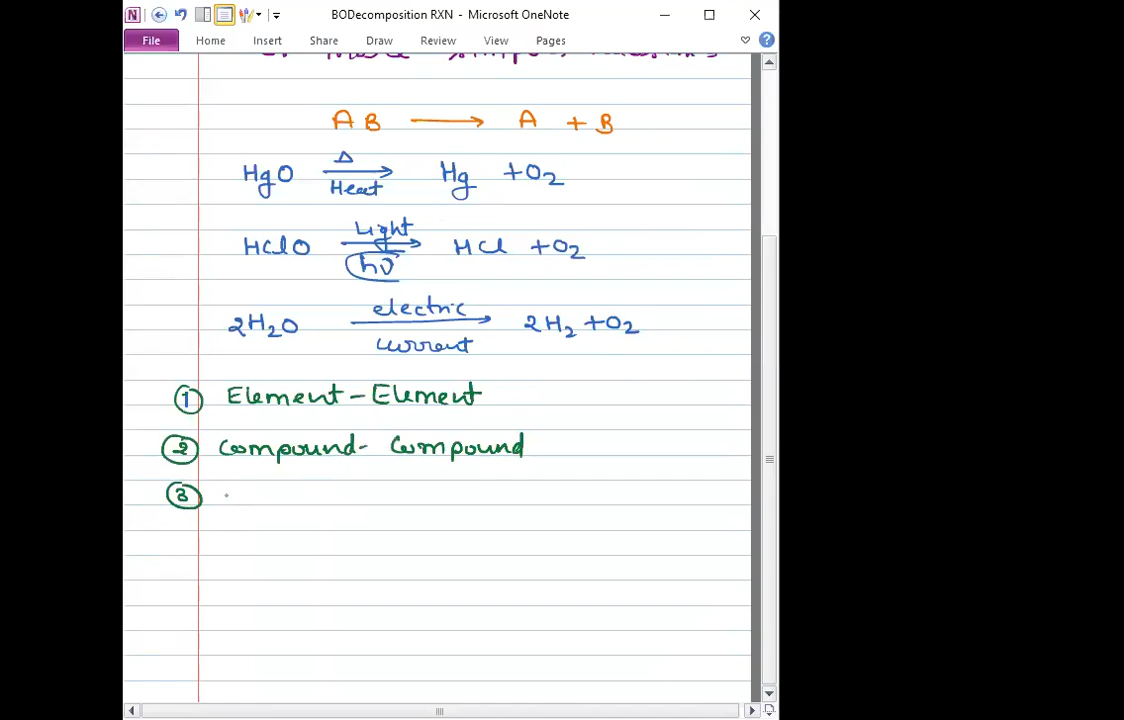 BODecomposition RXN - Microsoft OneNote
File Home Insert Share Draw Review View Pages
AB ⟶ A + B
HgO Δ Heat → Hg + O2
HClO Light hν → HCl + O2
2H2O electric current → 2H2 + O2
1 Element - Element
2 Compound - Compound
3